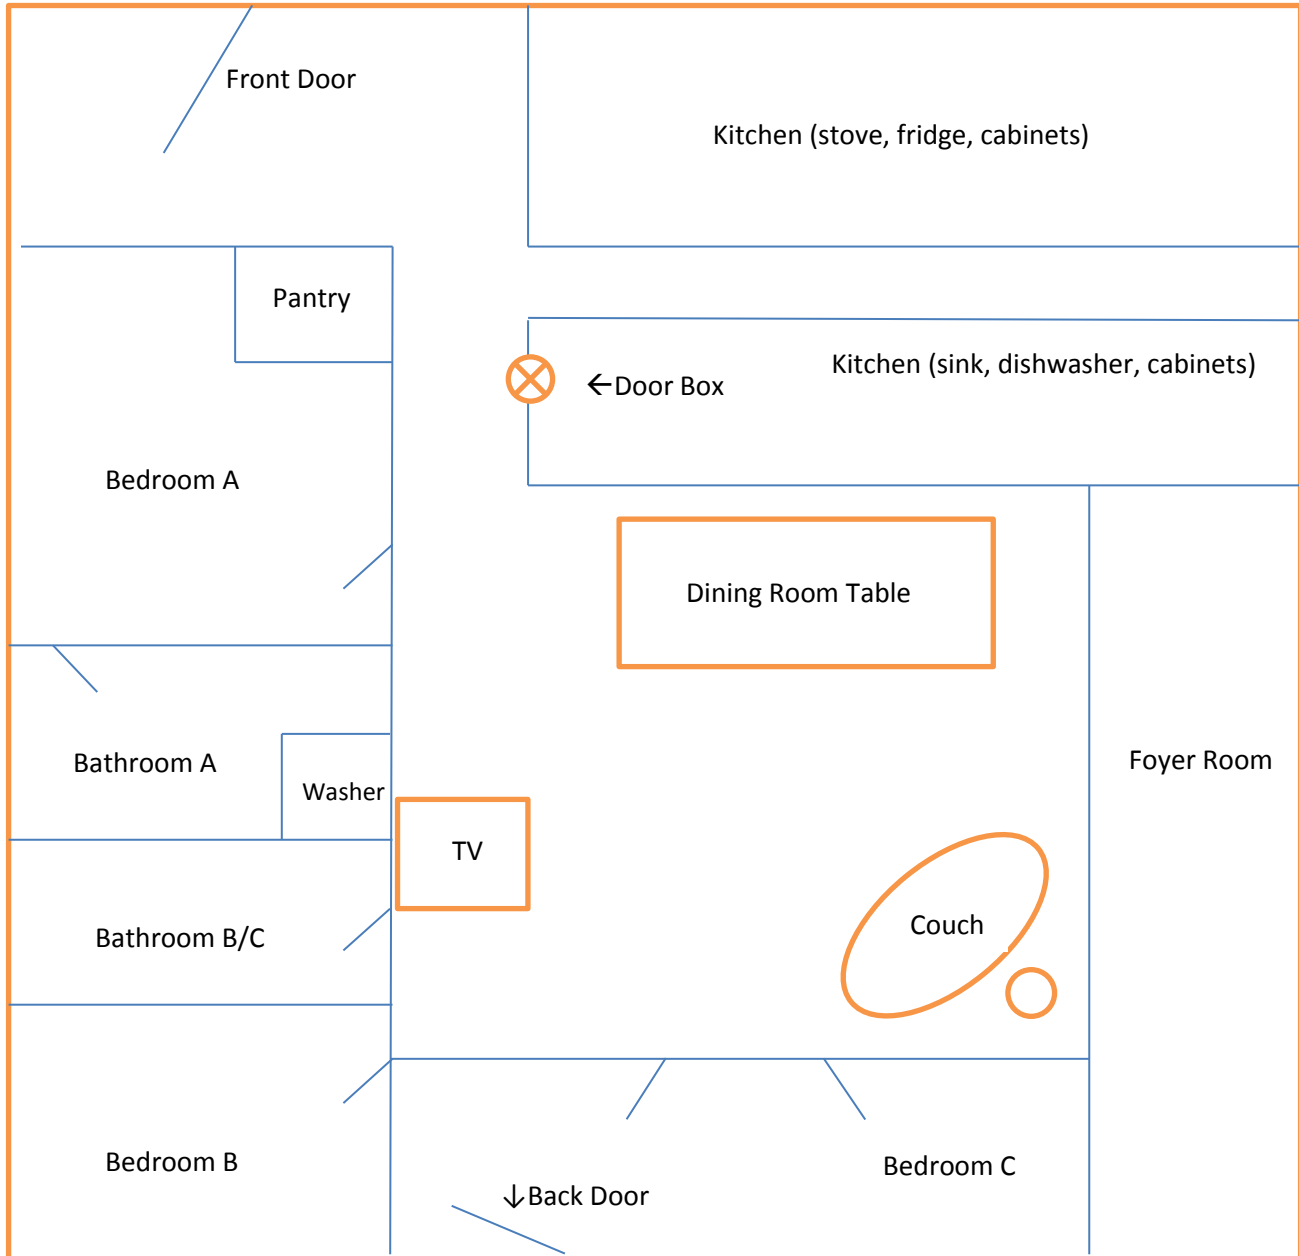 Front Door
Kitchen (stove, fridge, cabinets)
Pantry
Kitchen (sink, dishwasher, cabinets)
←Door Box
Bedroom A
Dining Room Table
Bathroom A
Foyer Room
Washer
TV
Couch
Bathroom B/C
Bedroom B
Bedroom C
↓Back Door